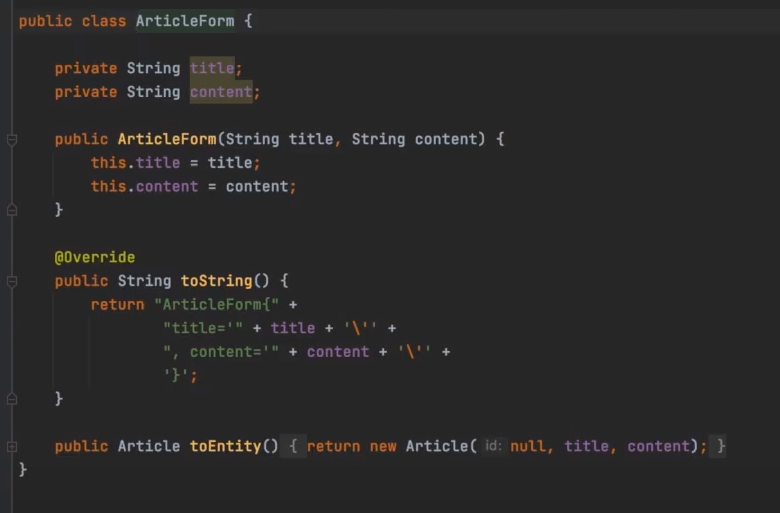 public class ArticleForm {
private String title;
private String content;
public ArticleForm(String title, String content) {
this.title = title;
this.content = content;
}
@Override
public String toString() {
return "ArticleForm{" +
"title='" + title + '\'' +
", content='" + content + '\'' +
'}';
}
public Article toEntity() { return new Article( id: null, title, content); }
}